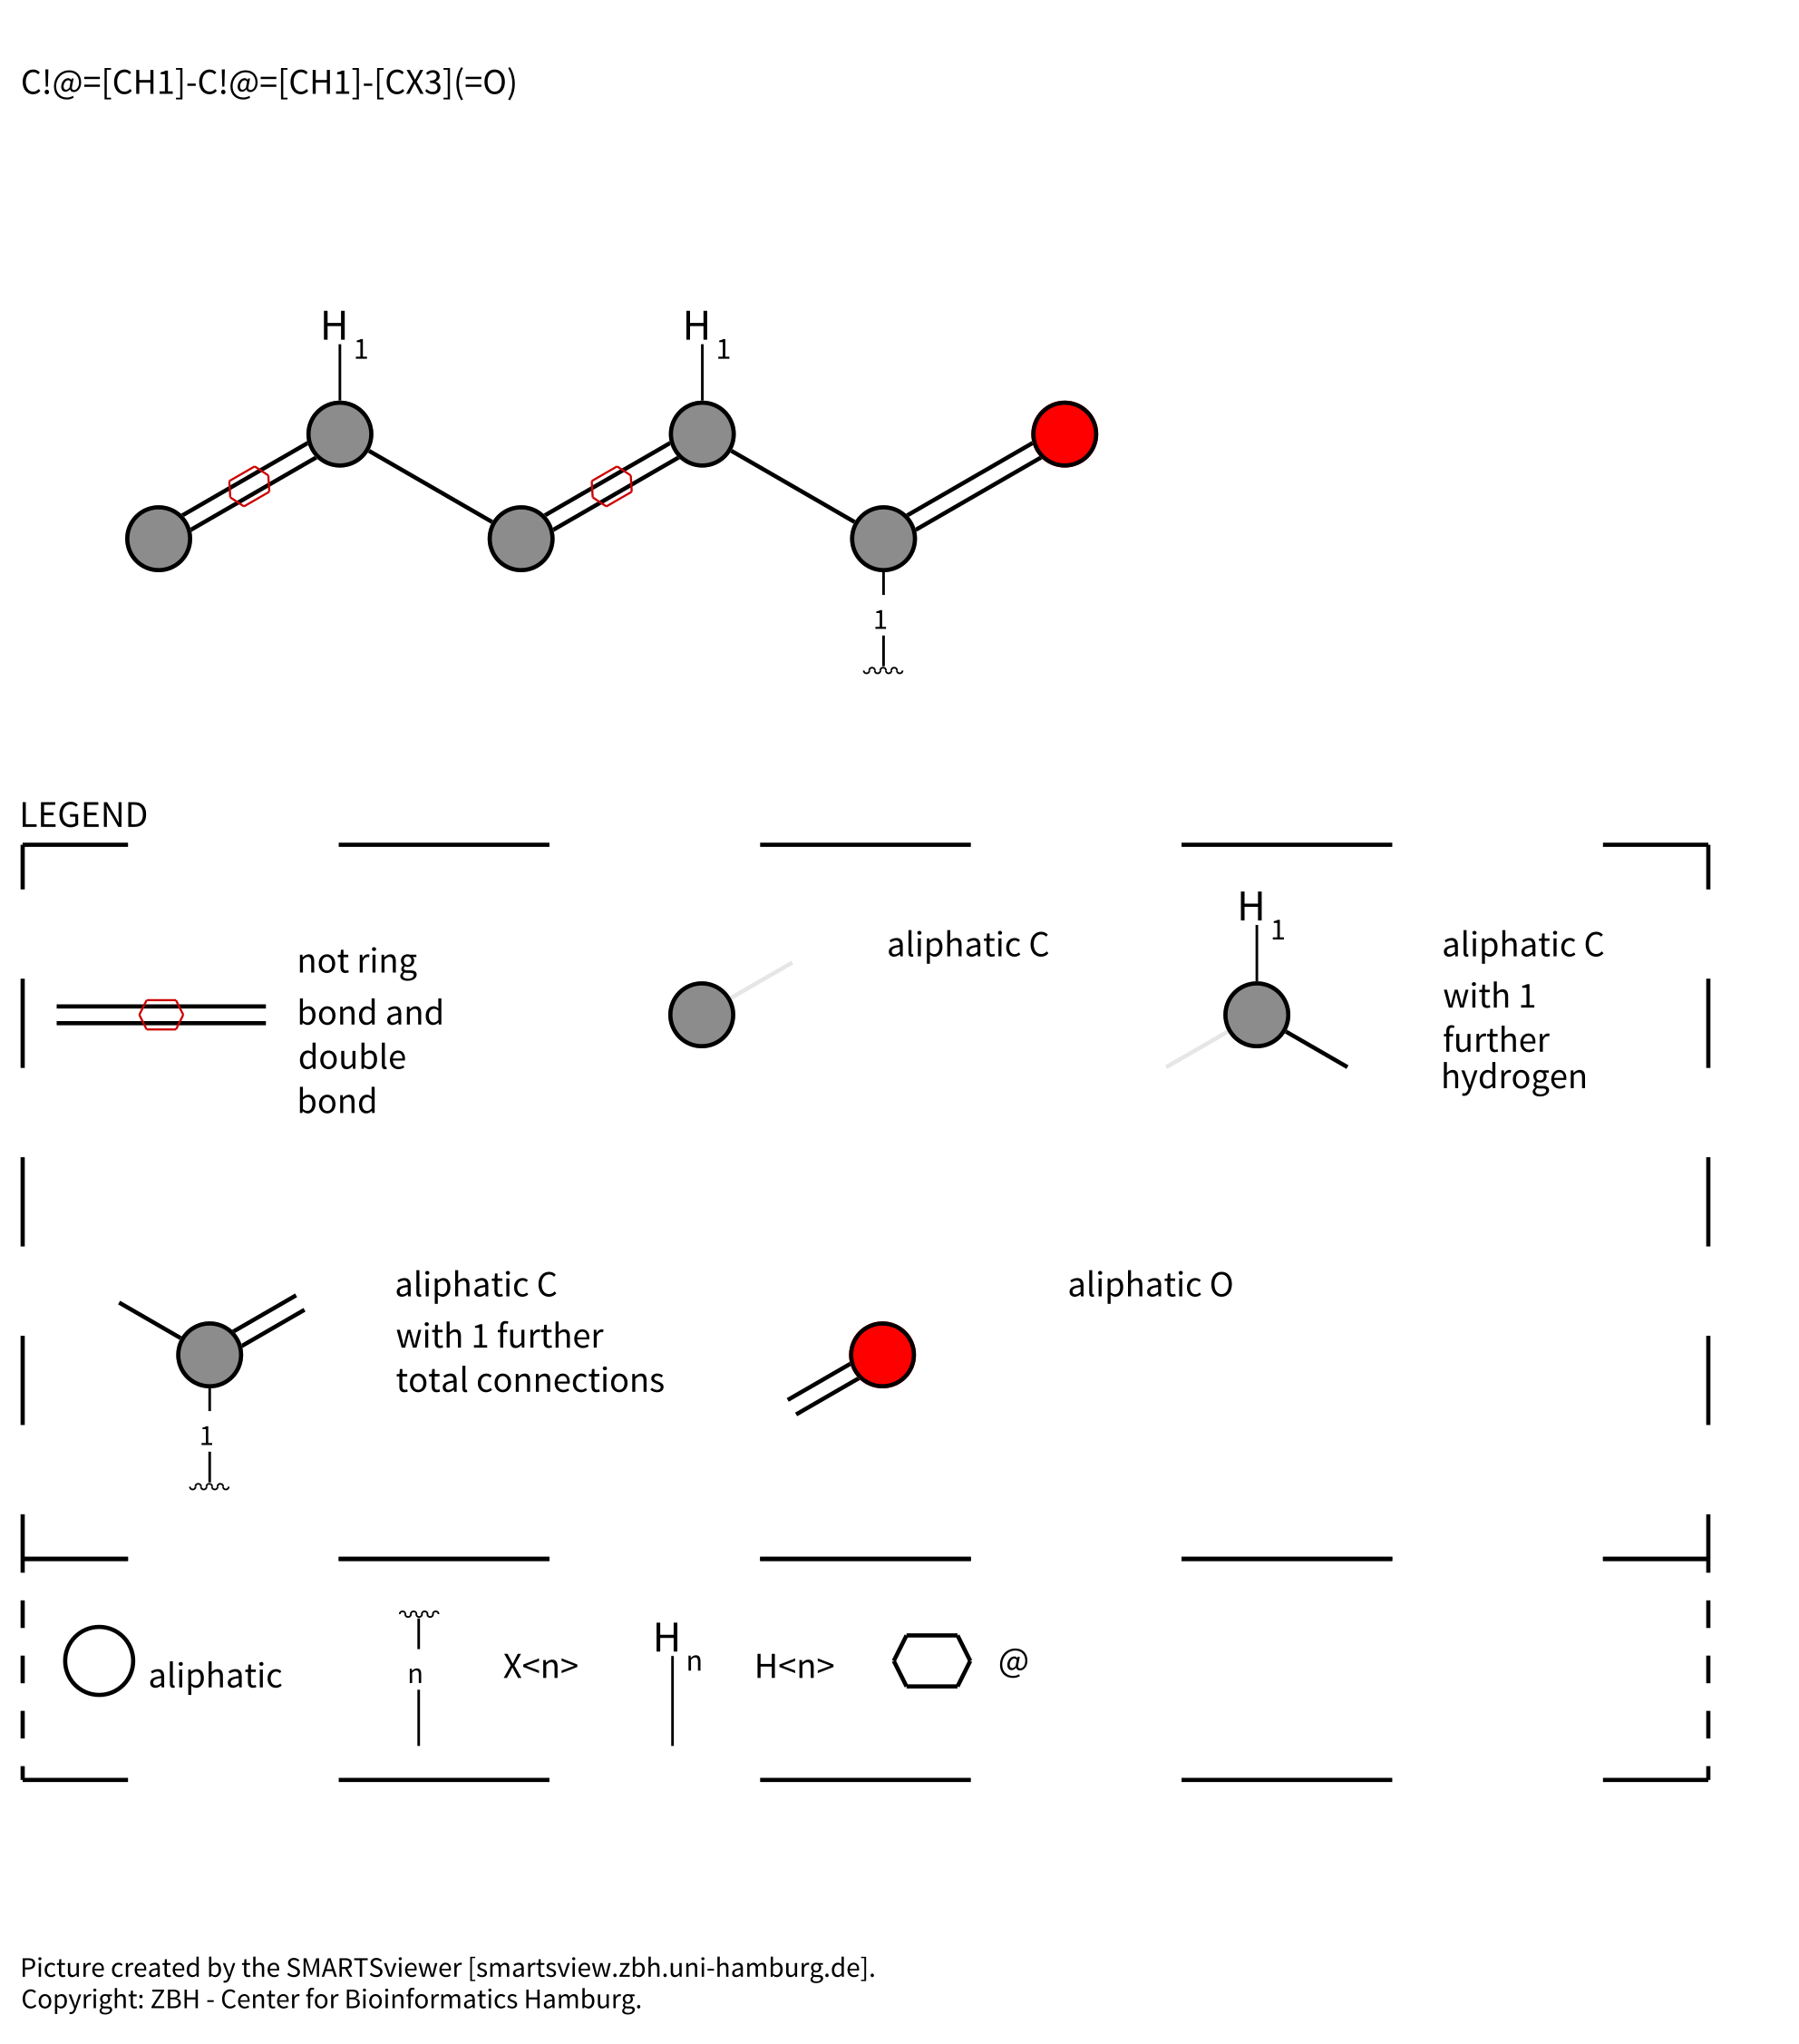 C!@=[CH1]-C!@=[CH1]-[CX3](=O)
H 1
H 1
1
LEGEND
not ring
bond and
double
bond
aliphatic C
H 1
aliphatic C
with 1
further
hydrogen
aliphatic C
with 1 further
total connections
1
aliphatic O
aliphatic
n
X<n>
H n
H<n>
@
Picture created by the SMARTSviewer [smartsview.zbh.uni-hamburg.de].
Copyright: ZBH - Center for Bioinformatics Hamburg.